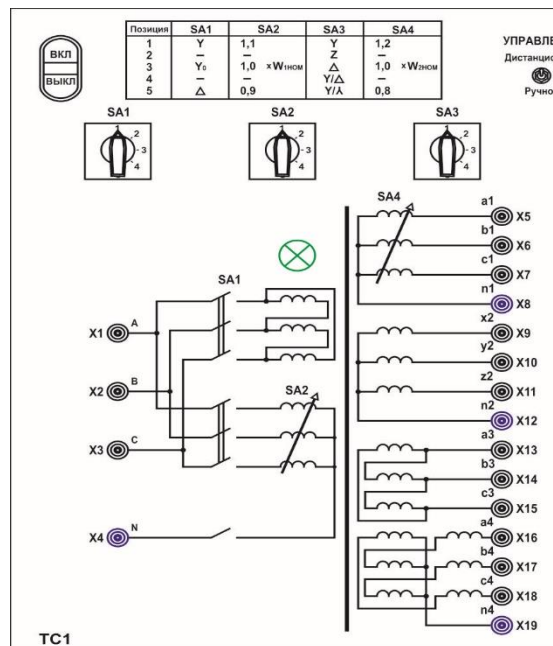 ВКЛ
ВЫКЛ
Позиция SA1 SA2 SA3 SA4
1 Y 1,1 Y 1,2
2 – – Z –
3 Y₀ 1,0 ×W₁НОМ △ 1,0 ×W₂НОМ
4 – – Y/△ –
5 △ 0,9 Y/⅄ 0,8
УПРАВЛЕ
Дистанцио
Ручно
SA1 SA2 SA3
1 2 3 4
1 2 3 4
1 2 3 4
SA4
a1 X5
b1 X6
c1 X7
n1 X8
SA1
X1 A
x2 X9
y2 X10
X2 B
z2 X11
SA2
n2 X12
X3 C
a3 X13
b3 X14
c3 X15
X4 N
a4 X16
b4 X17
c4 X18
n4 X19
TC1